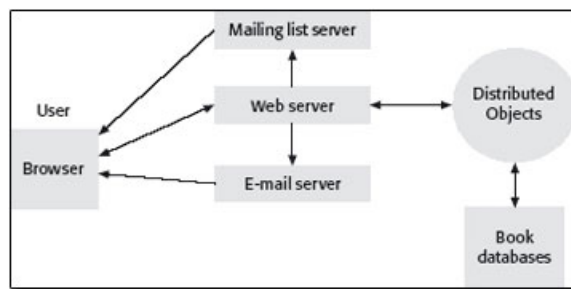 Mailing list server
User
Web server
Distributed
Objects
Browser
E-mail server
Book
databases